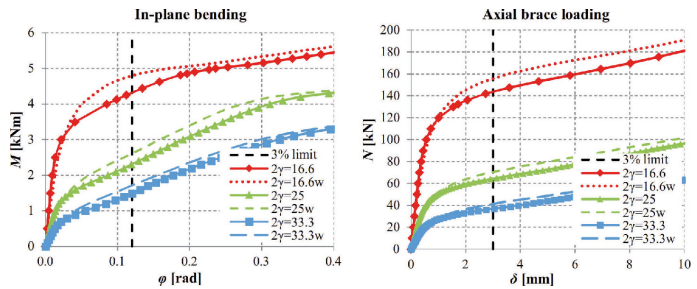 In-plane bending
6
5
4
3
2
1
0
M [kNm]
0.0 0.1 0.2 0.3 0.4
φ [rad]
3% limit
2γ=16.6
2γ=16.6w
2γ=25
2γ=25w
2γ=33.3
2γ=33.3w
Axial brace loading
200
180
160
140
120
100
80
60
40
20
0
N [kN]
0 2 4 6 8 10
δ [mm]
3% limit
2γ=16.6
2γ=16.6w
2γ=25
2γ=25w
2γ=33.3
2γ=33.3w